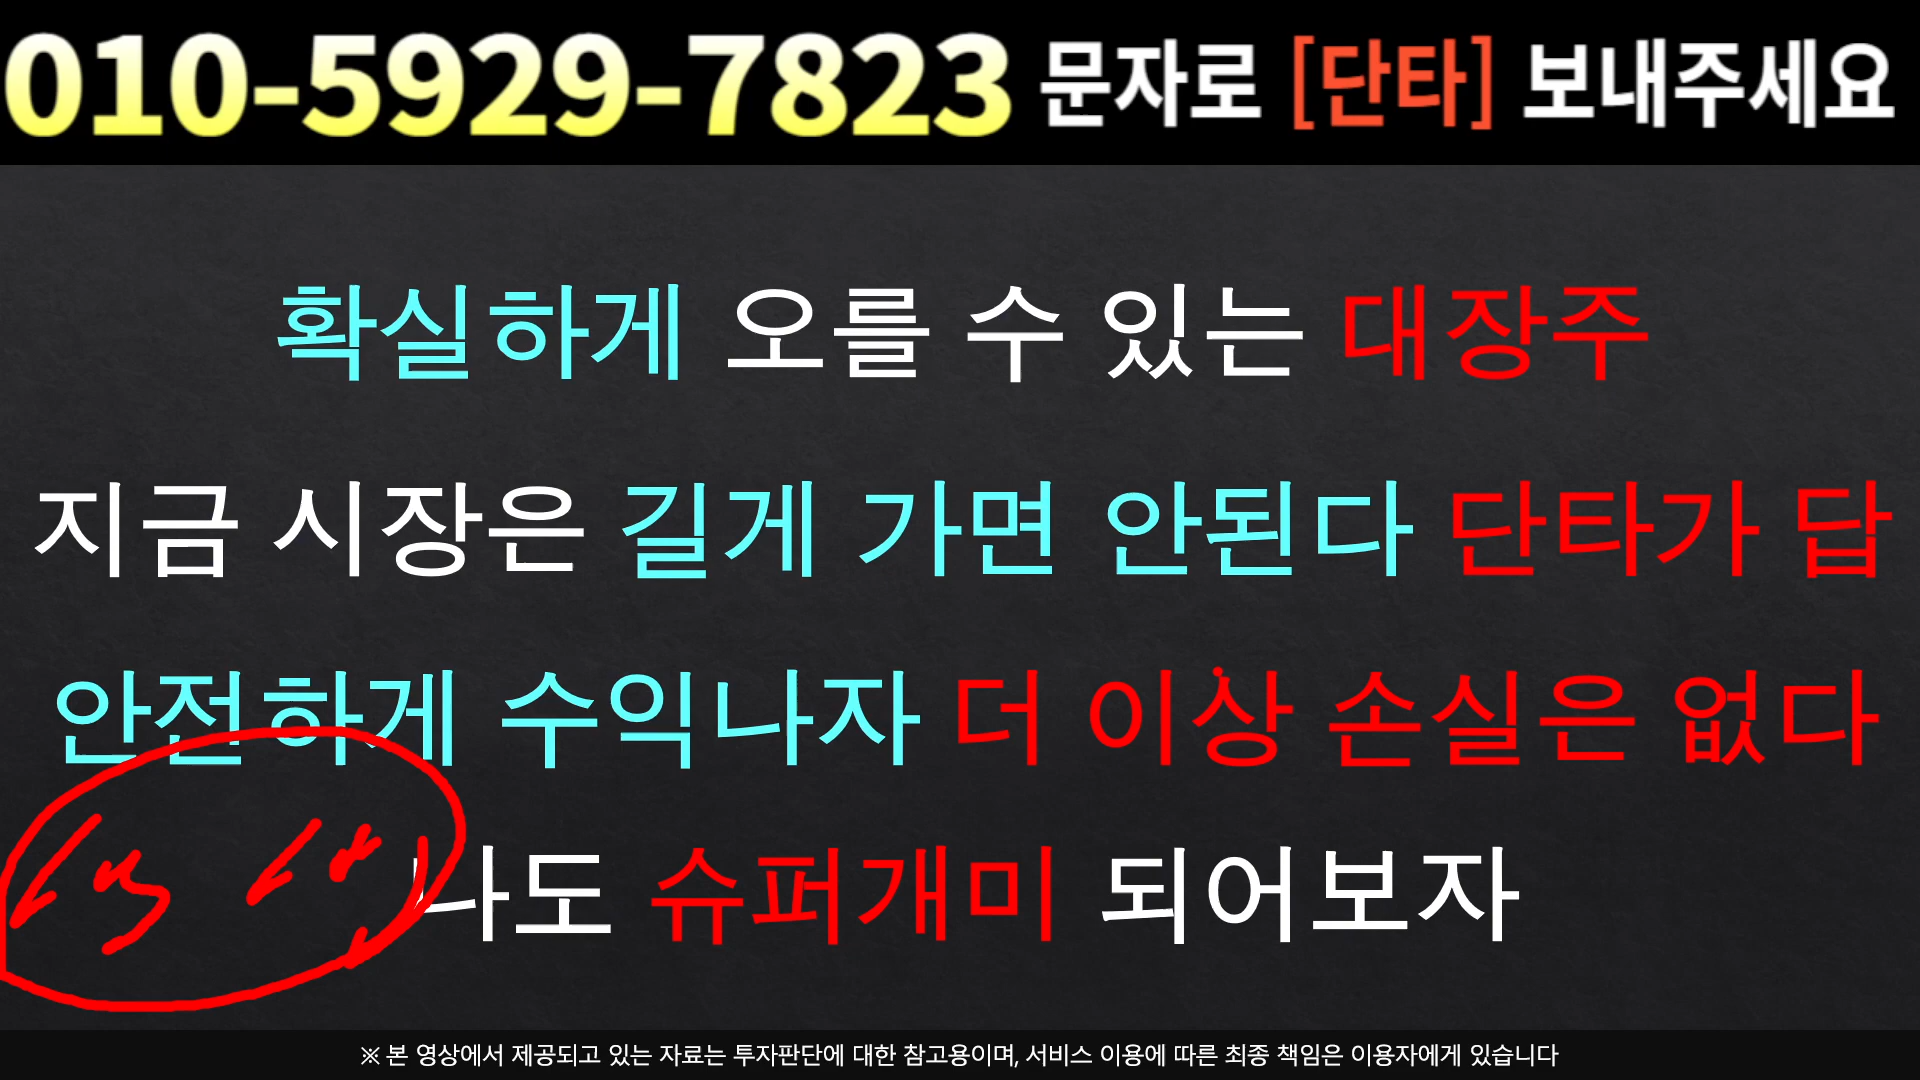 010-5929-7823 문자로 [단타] 보내주세요
확실하게 오를 수 있는 대장주
지금 시장은 길게 가면 안된다 단타가 답
안전하게 수익나자 더 이상 손실은 없다
나도 슈퍼개미 되어보자
※ 본 영상에서 제공되고 있는 자료는 투자판단에 대한 참고용이며, 서비스 이용에 따른 최종 책임은 이용자에게 있습니다